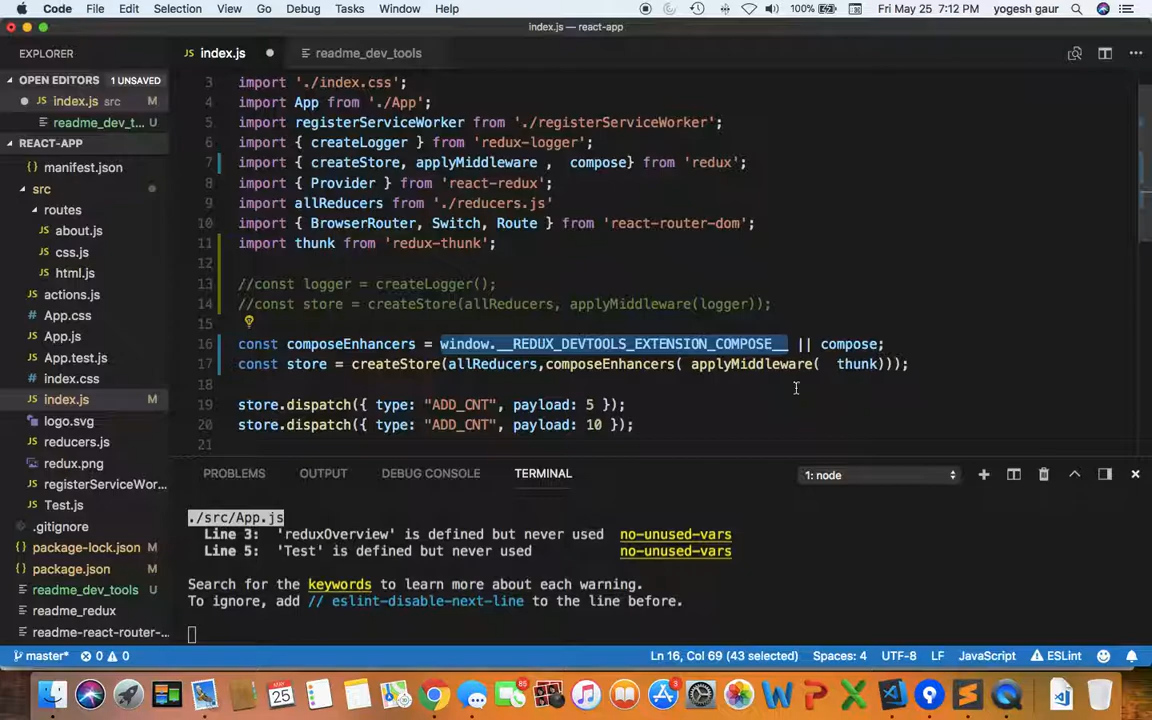 Code File Edit Selection View Go Debug Tasks Window Help 100% Fri May 25 7:12 PM yogesh gaur
index.js — react-app
EXPLORER
index.js
readme_dev_tools
OPEN EDITORS 1 UNSAVED
index.js src M
readme_dev_t... U
REACT-APP
manifest.json
src
routes
about.js
css.js
html.js
actions.js
App.css
App.js
App.test.js
index.css
index.js M
logo.svg
reducers.js
redux.png
registerServiceWor...
Test.js
.gitignore
package-lock.json M
package.json M
readme_dev_tools U
readme_redux
readme-react-router-...
3 import './index.css';
4 import App from './App';
5 import registerServiceWorker from './registerServiceWorker';
6 import { createLogger } from 'redux-logger';
7 import { createStore, applyMiddleware , compose} from 'redux';
8 import { Provider } from 'react-redux';
9 import allReducers from './reducers.js'
10 import { BrowserRouter, Switch, Route } from 'react-router-dom';
11 import thunk from 'redux-thunk';
12
13 //const logger = createLogger();
14 //const store = createStore(allReducers, applyMiddleware(logger));
15
16 const composeEnhancers = window.__REDUX_DEVTOOLS_EXTENSION_COMPOSE__ || compose;
17 const store = createStore(allReducers,composeEnhancers( applyMiddleware( thunk)));
18
19 store.dispatch({ type: "ADD_CNT", payload: 5 });
20 store.dispatch({ type: "ADD_CNT", payload: 10 });
21
PROBLEMS OUTPUT DEBUG CONSOLE TERMINAL 1: node
./src/App.js
Line 3: 'reduxOverview' is defined but never used no-unused-vars
Line 5: 'Test' is defined but never used no-unused-vars
Search for the keywords to learn more about each warning.
To ignore, add // eslint-disable-next-line to the line before.
master* 0 0 Ln 16, Col 69 (43 selected) Spaces: 4 UTF-8 LF JavaScript ESLint